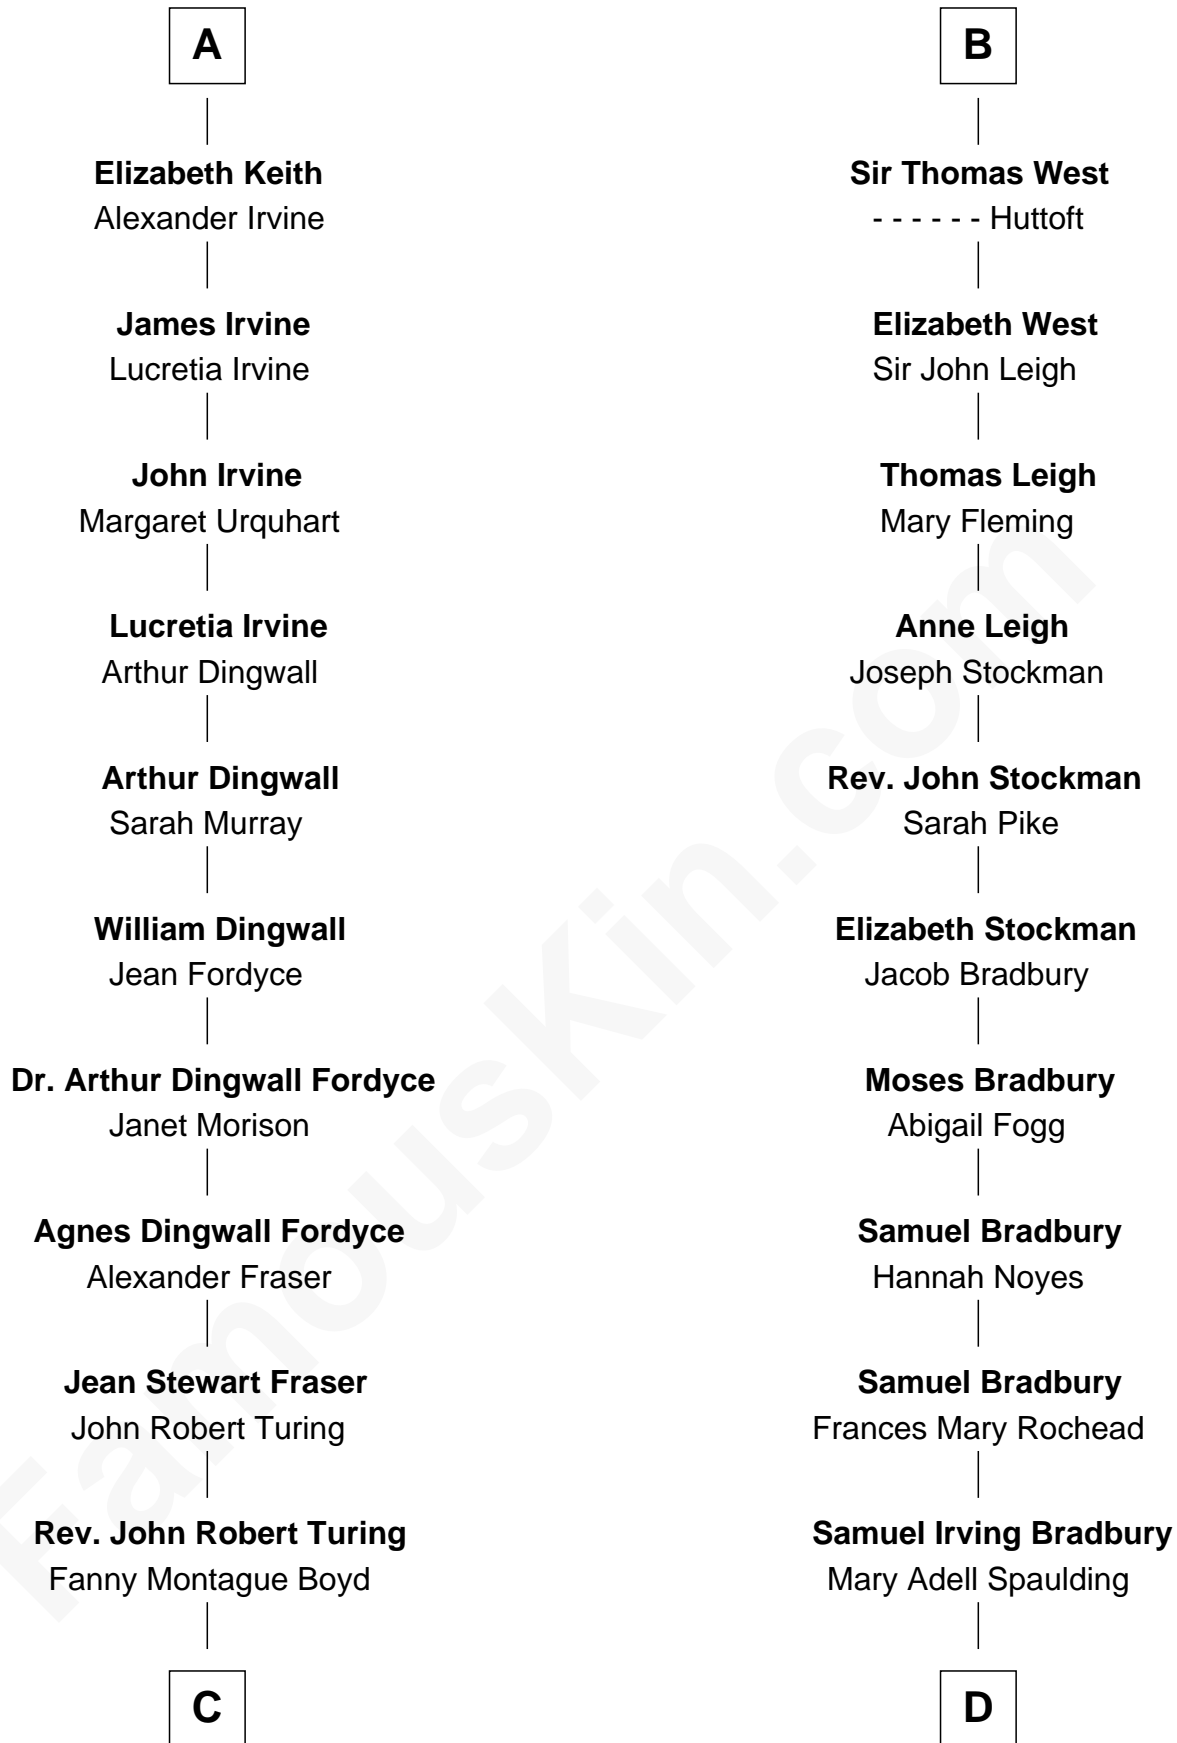 A
Elizabeth Keith
Alexander Irvine
James Irvine
Lucretia Irvine
John Irvine
Margaret Urquhart
Lucretia Irvine
Arthur Dingwall
Arthur Dingwall
Sarah Murray
William Dingwall
Jean Fordyce
Dr. Arthur Dingwall Fordyce
Janet Morison
Agnes Dingwall Fordyce
Alexander Fraser
Jean Stewart Fraser
John Robert Turing
Rev. John Robert Turing
Fanny Montague Boyd
C
B
Sir Thomas West
- - - - - - Huttoft
Elizabeth West
Sir John Leigh
Thomas Leigh
Mary Fleming
Anne Leigh
Joseph Stockman
Rev. John Stockman
Sarah Pike
Elizabeth Stockman
Jacob Bradbury
Moses Bradbury
Abigail Fogg
Samuel Bradbury
Hannah Noyes
Samuel Bradbury
Frances Mary Rochead
Samuel Irving Bradbury
Mary Adell Spaulding
D
FamousKin.com